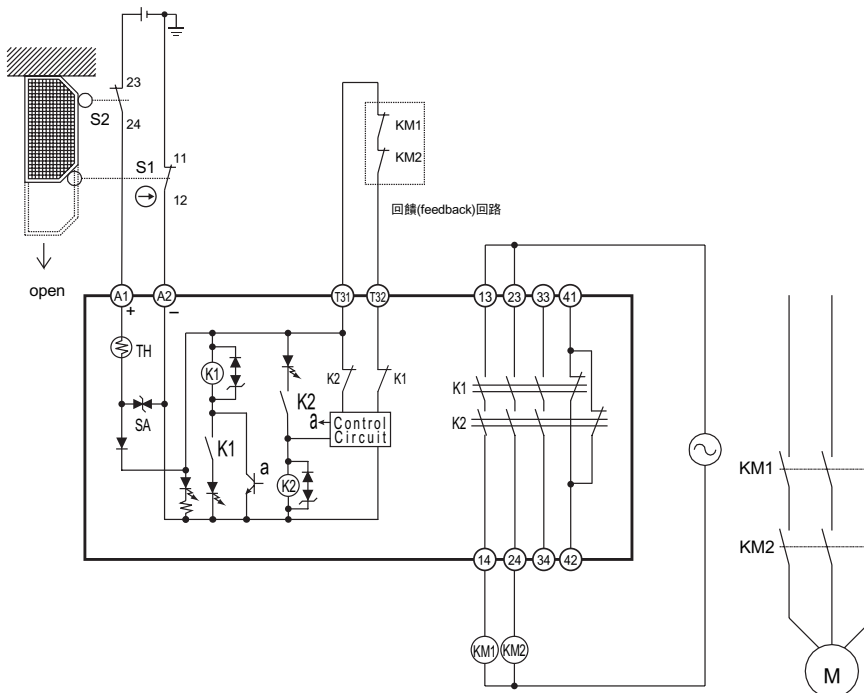 23
S2
24
S1
11
12
open
KM1
KM2
回饋(feedback)回路
A1
A2
T31
T32
13
23
33
41
+
−
TH
K1
K2
K1
K2
a
Control
Circuit
SA
K1
a
K2
K1
K2
KM1
KM2
14
24
34
42
KM1
KM2
M